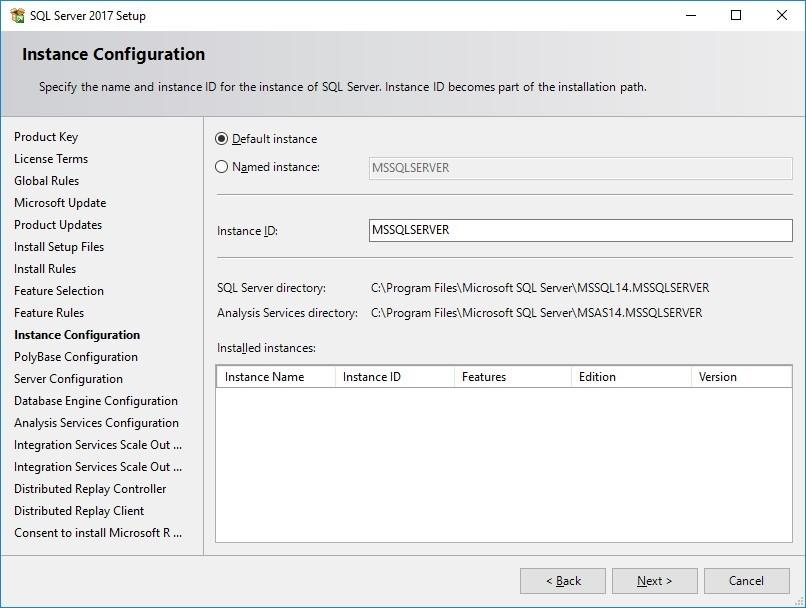 SQL Server 2017 Setup
Instance Configuration
Specify the name and instance ID for the instance of SQL Server. Instance ID becomes part of the installation path.
Product Key
License Terms
Global Rules
Microsoft Update
Product Updates
Install Setup Files
Install Rules
Feature Selection
Feature Rules
Instance Configuration
PolyBase Configuration
Server Configuration
Database Engine Configuration
Analysis Services Configuration
Integration Services Scale Out ...
Integration Services Scale Out ...
Distributed Replay Controller
Distributed Replay Client
Consent to install Microsoft R ...
Default instance
Named instance: MSSQLSERVER
Instance ID: MSSQLSERVER
SQL Server directory: C:\Program Files\Microsoft SQL Server\MSSQL14.MSSQLSERVER
Analysis Services directory: C:\Program Files\Microsoft SQL Server\MSAS14.MSSQLSERVER
Installed instances:
Instance Name Instance ID Features Edition Version
< Back Next > Cancel